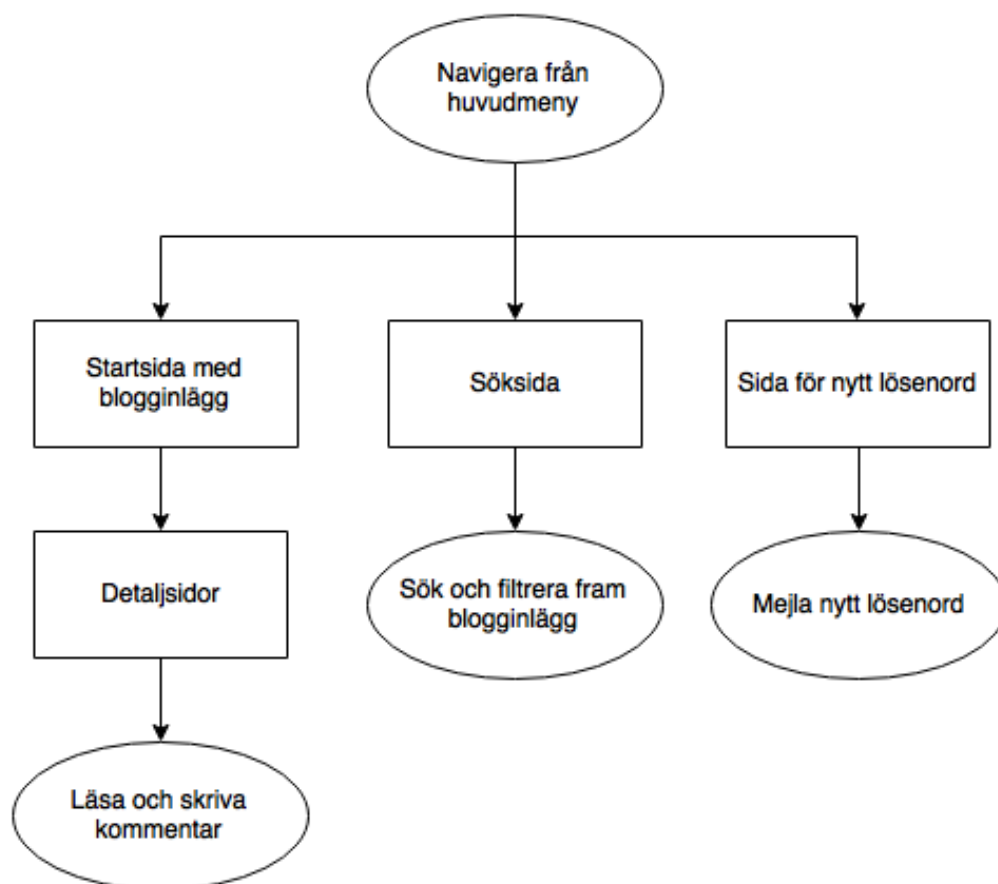 Navigera från
huvudmeny
Startsida med
blogginlägg
Söksida
Sida för nytt lösenord
Detaljsidor
Sök och filtrera fram
blogginlägg
Mejla nytt lösenord
Läsa och skriva
kommentar